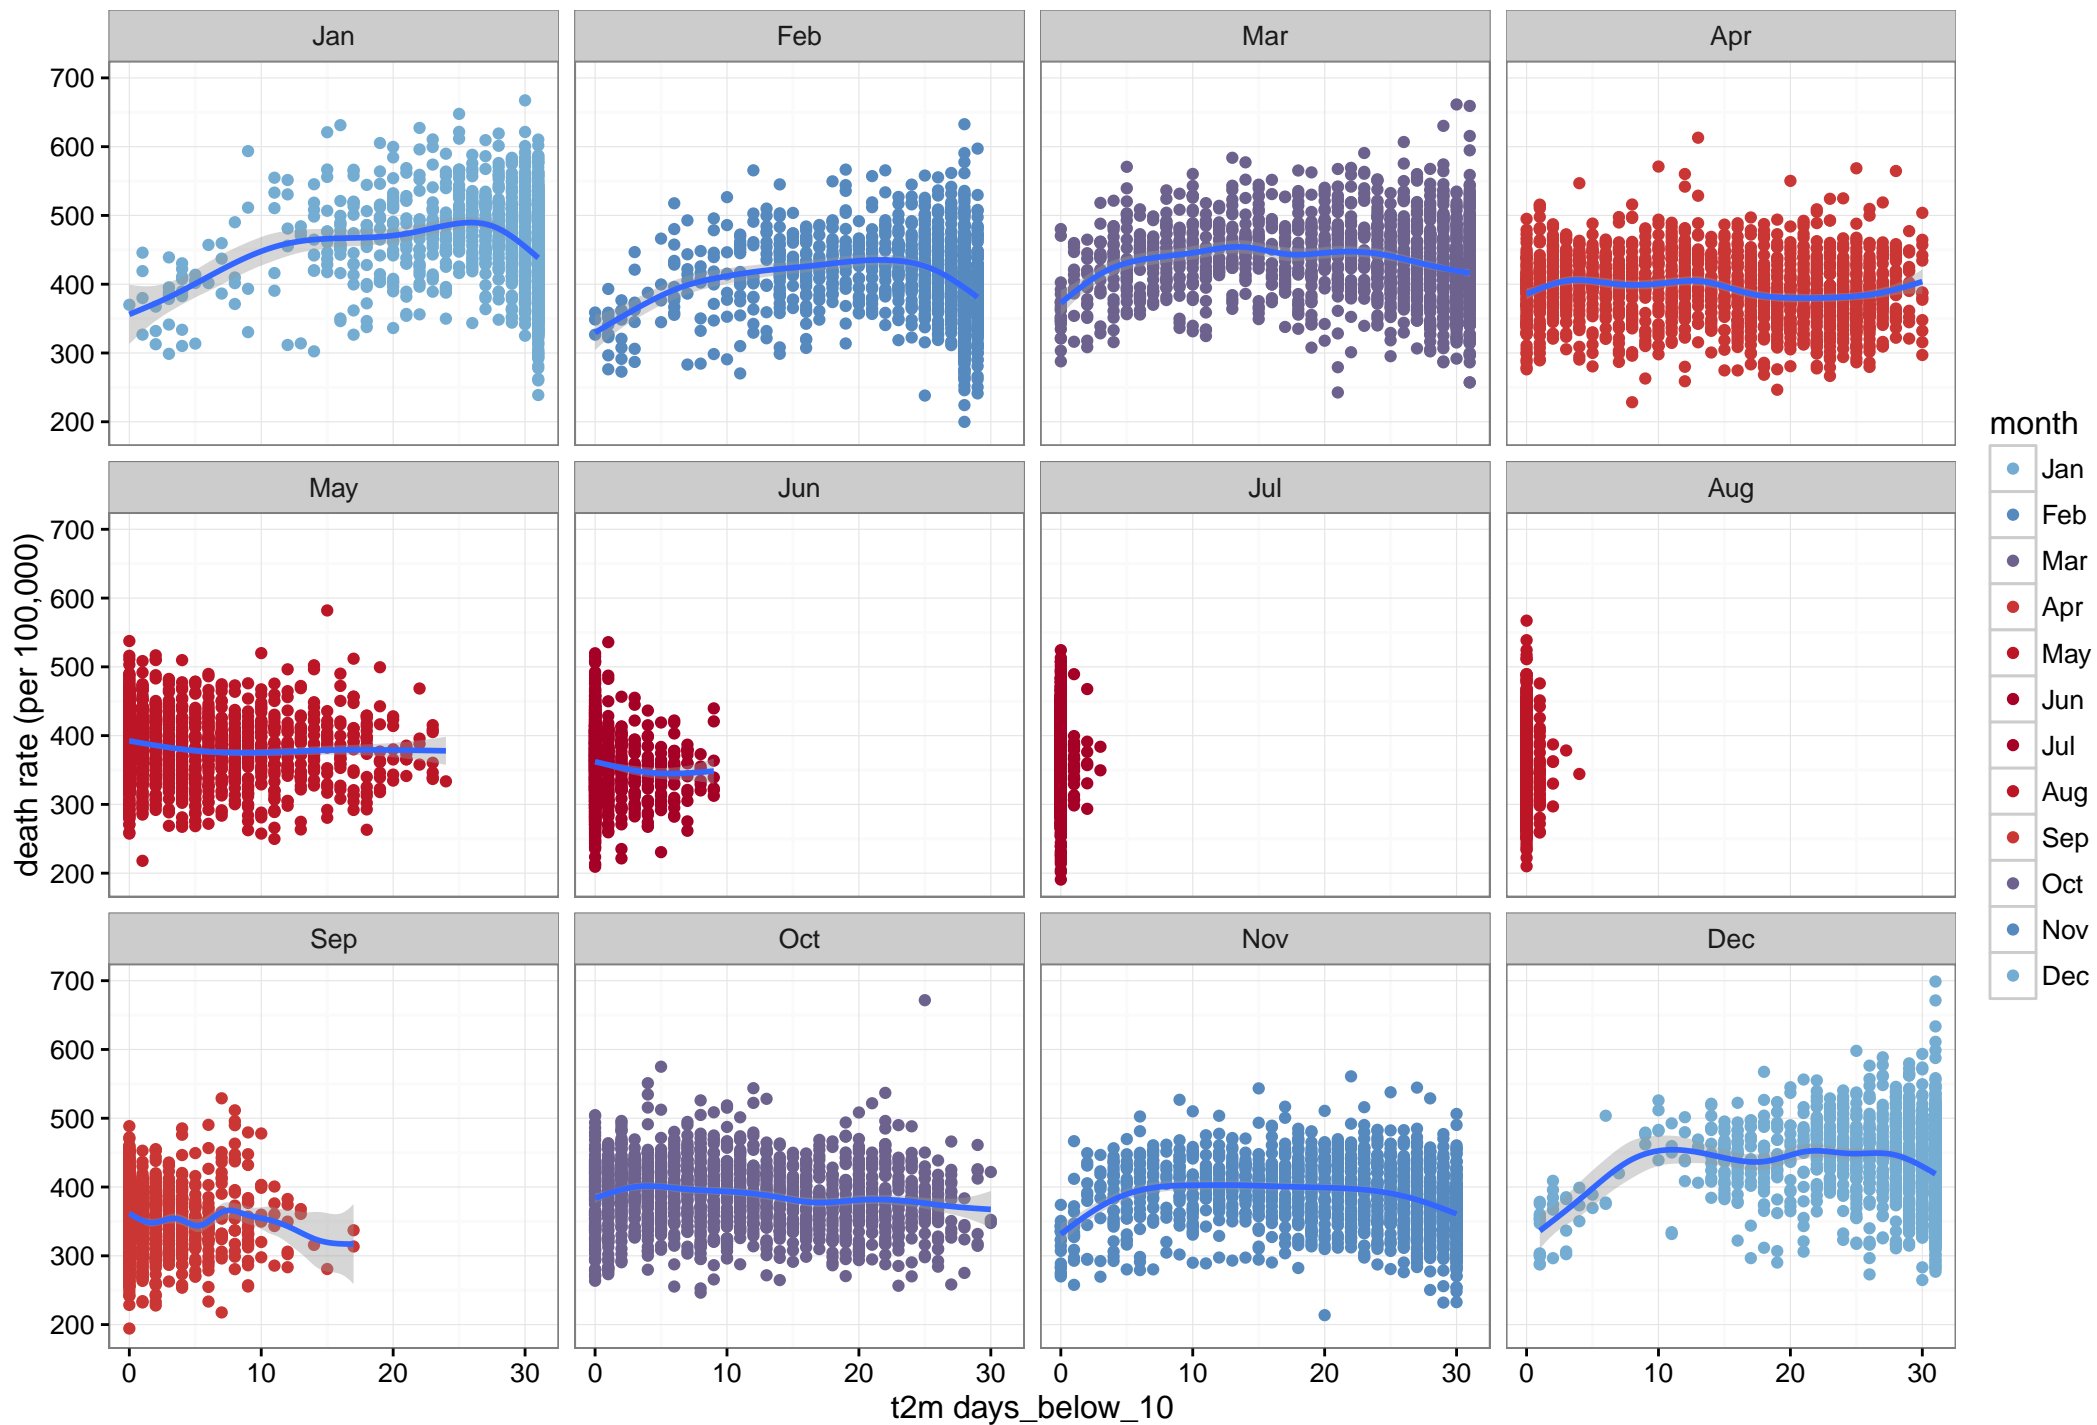 Jan Feb Mar Apr
700
600
500
400
300
200
May Jun Jul Aug
700
600
500
400
300
200
Sep Oct Nov Dec
700
600
500
400
300
200
0 10 20 30 0 10 20 30 0 10 20 30 0 10 20 30
t2m days_below_10
death rate (per 100,000)
month
Jan
Feb
Mar
Apr
May
Jun
Jul
Aug
Sep
Oct
Nov
Dec